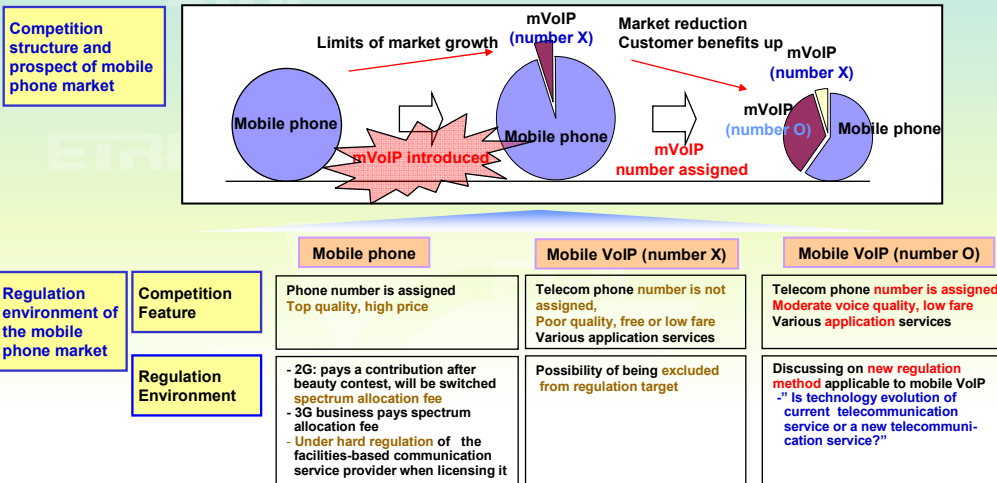 Competition
structure and
prospect of mobile
phone market
Limits of market growth
mVoIP
(number X)
Market reduction
Customer benefits up
mVoIP
(number X)
mVoIP
(number O)
Mobile phone
Mobile phone
Mobile phone
mVoIP introduced
mVoIP
number assigned
Mobile phone
Mobile VoIP (number X)
Mobile VoIP (number O)
Regulation
environment of
the mobile
phone market
Competition
Feature
Phone number is assigned
Top quality, high price
Telecom phone number is not
assigned,
Poor quality, free or low fare
Various application services
Telecom phone number is assigned
Moderate voice quality, low fare
Various application services
Regulation
Environment
- 2G: pays a contribution after
beauty contest, will be switched
spectrum allocation fee
- 3G business pays spectrum
allocation fee
- Under hard regulation of the
facilities-based communication
service provider when licensing it
Possibility of being excluded
from regulation target
Discussing on new regulation
method applicable to mobile VoIP
-” Is technology evolution of
current telecommunication
service or a new telecommuni-
cation service?”